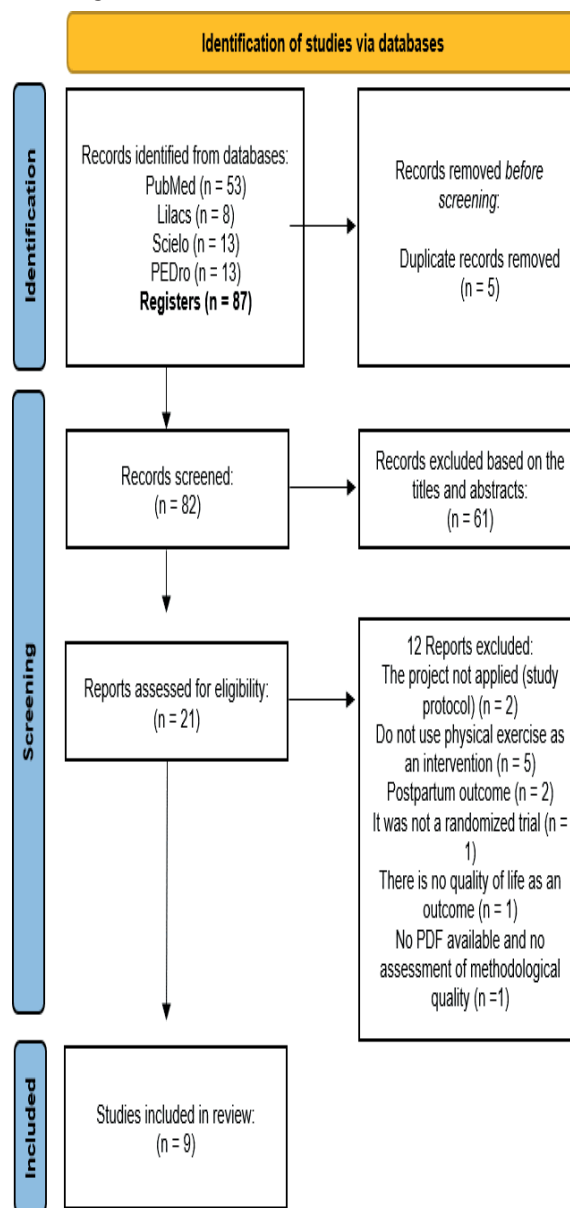 Identification of studies via databases
Identification
Records identified from databases:
PubMed (n = 53)
Lilacs (n = 8)
Scielo (n = 13)
PEDro (n = 13)
Registers (n = 87)
Records removed before
screening:
Duplicate records removed
(n = 5)
Screening
Records screened:
(n = 82)
Records excluded based on the
titles and abstracts:
(n = 61)
Reports assessed for eligibility:
(n = 21)
12 Reports excluded:
The project not applied (study
protocol) (n = 2)
Do not use physical exercise as
an intervention (n = 5)
Postpartum outcome (n = 2)
It was not a randomized trial (n =
1)
There is no quality of life as an
outcome (n = 1)
No PDF available and no
assessment of methodological
quality (n =1)
Included
Studies included in review:
(n = 9)